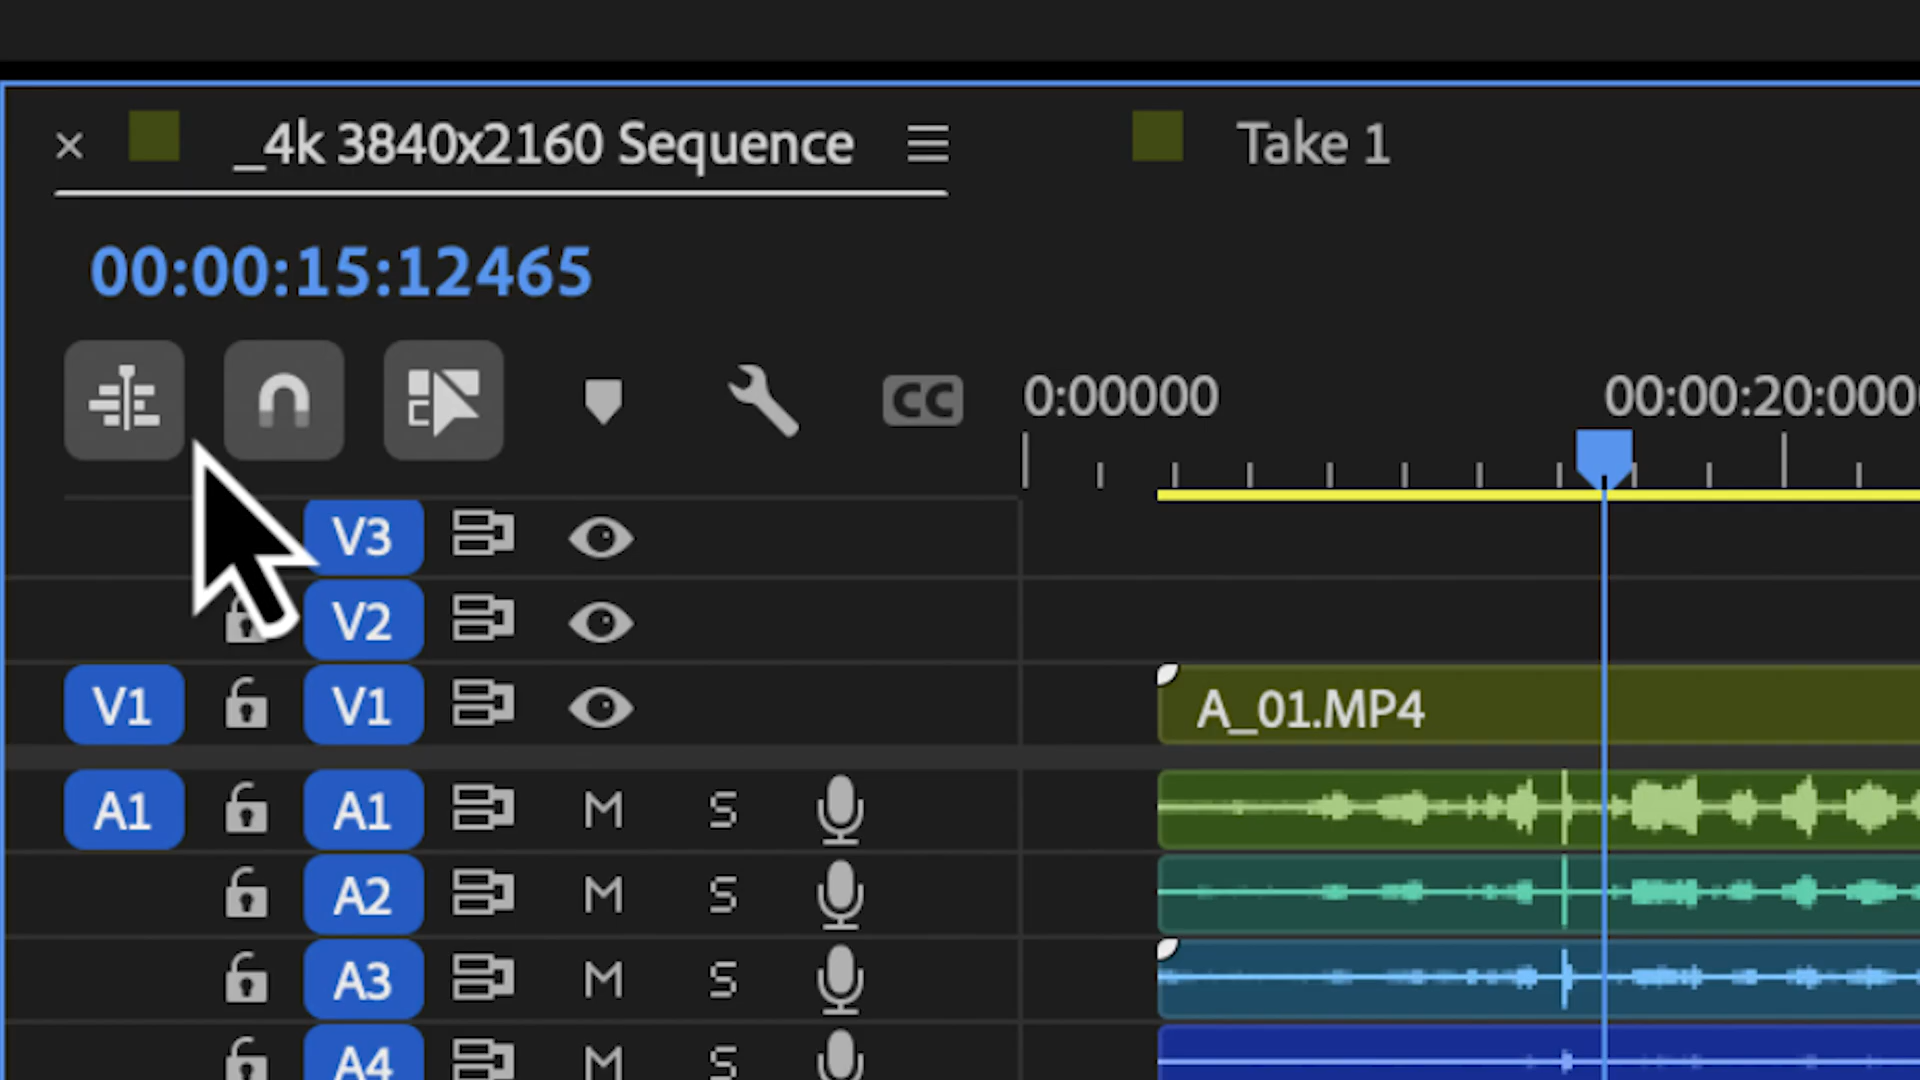 _4k 3840x2160 Sequence
Take 1
00:00:15:12465
CC
0:00000
00:00:20:0000
V3
V2
V1 V1
A_01.MP4
A1 A1 M S
A2 M S
A3 M S
A4 M S